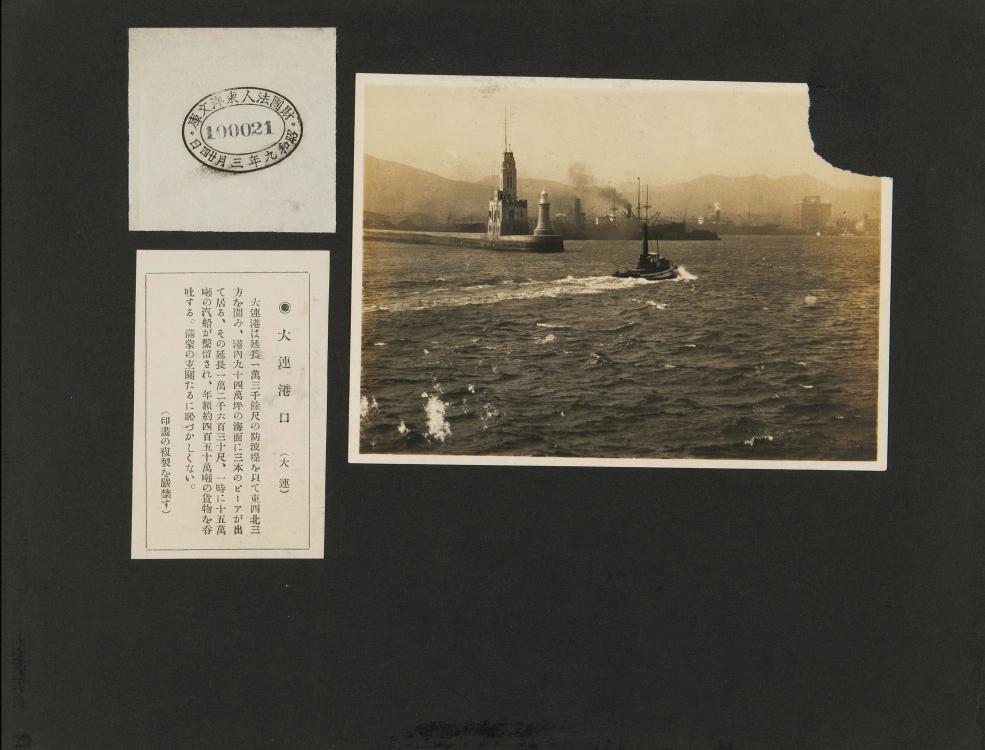 財團法人東洋文庫
100021
昭和九年三月廿四日
◉大連港口（大連）
大連港は延長一萬三千餘尺の防波堤を以て東西北三
方を圍み、港內九十四萬坪の海面に三本のピーアが出
て居る、その延長一萬二千六百三十尺、一時に十五萬
噸の汽船が繫留され、年額約四百五十萬噸の貨物を呑
吐する。滿蒙の玄關たるに恥づかしくない。
（印畫の複製を嚴禁す）